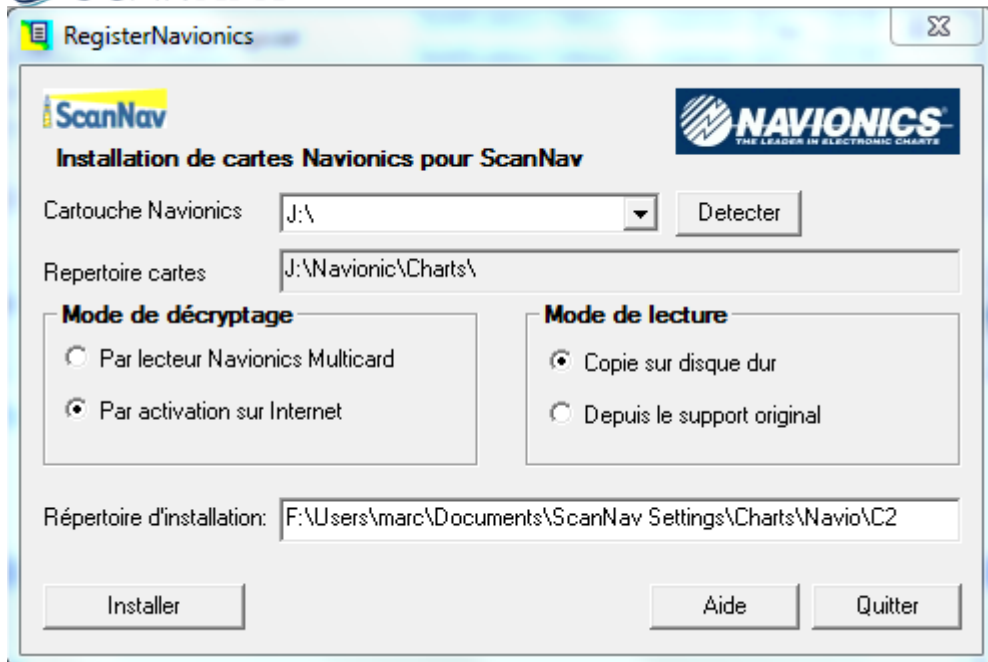 RegisterNavionics
ScanNav
NAVIONICS®
THE LEADER IN ELECTRONIC CHARTS
Installation de cartes Navionics pour ScanNav
Cartouche Navionics J:\ Detecter
Repertoire cartes J:\Navionic\Charts\
Mode de décryptage Mode de lecture
Par lecteur Navionics Multicard Copie sur disque dur
Par activation sur Internet Depuis le support original
Répertoire d'installation: F:\Users\marc\Documents\ScanNav Settings\Charts\Navio\C2
Installer Aide Quitter